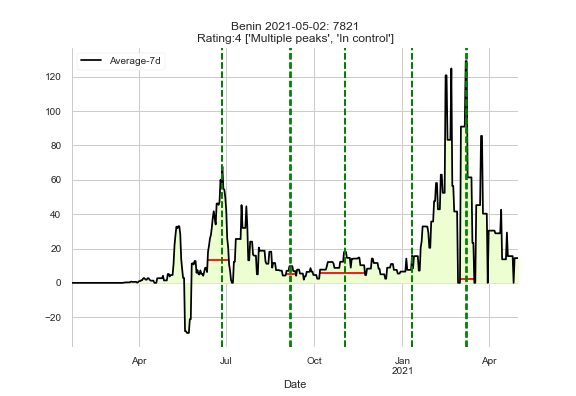 Benin 2021-05-02: 7821
Rating:4 ['Multiple peaks', 'In control']
Average-7d
120
100
80
60
40
20
0
−20
Apr
Jul
Oct
Jan
2021
Apr
Date